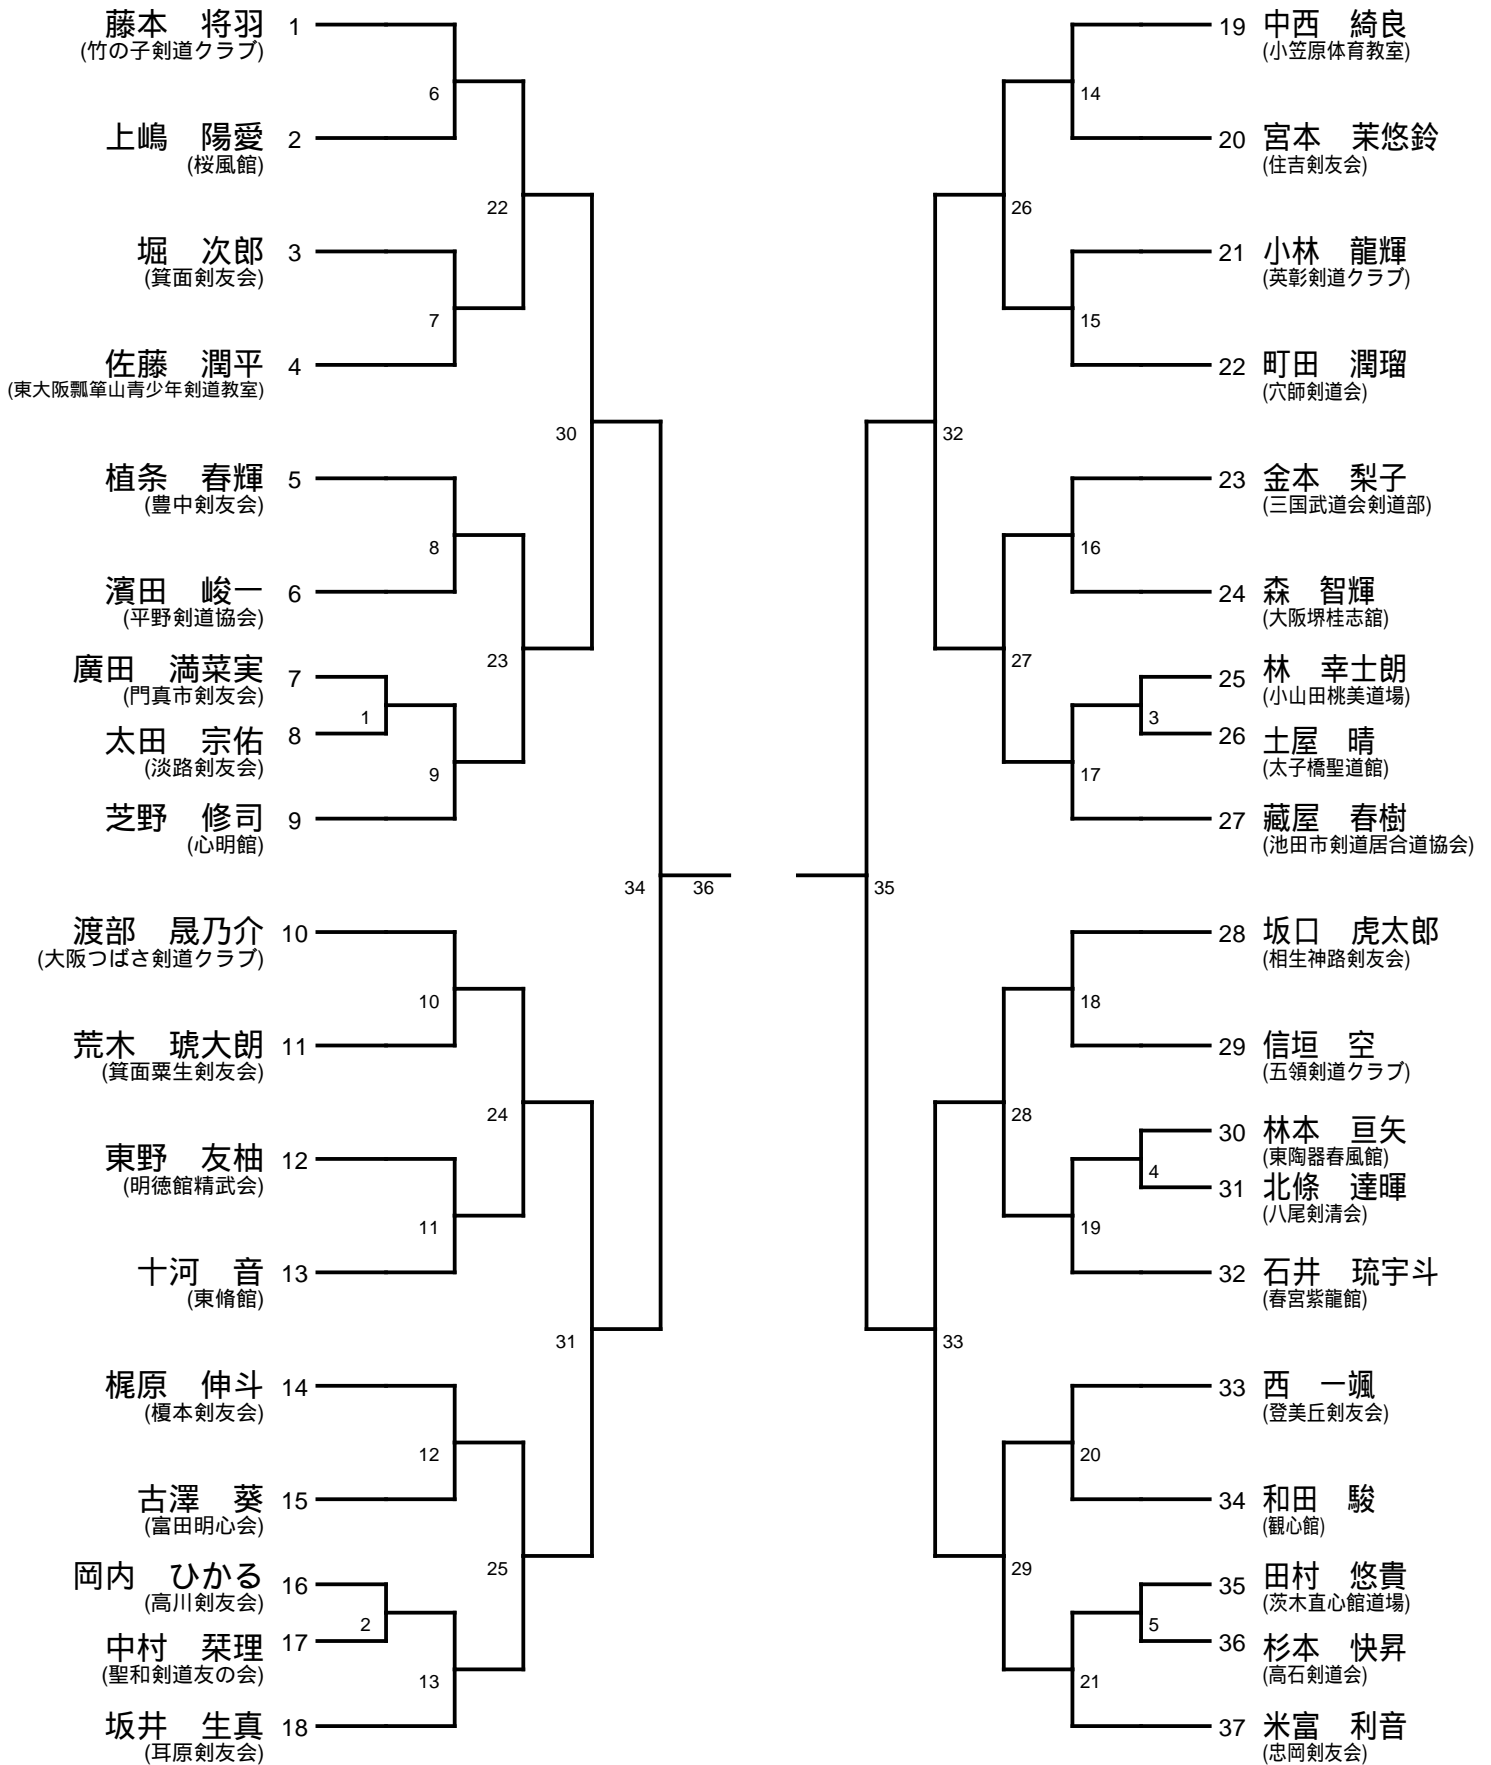 藤本　将羽 1
(竹の子剣道クラブ)
6
上嶋　陽愛 2
(桜風館)
22
堀　次郎 3
(箕面剣友会)
7
佐藤　潤平 4
(東大阪瓢箪山青少年剣道教室)
30
植条　春輝 5
(豊中剣友会)
8
濱田　峻一 6
(平野剣道協会)
23
廣田　満菜実 7
(門真市剣友会)
1
太田　宗佑 8
(淡路剣友会)
9
芝野　修司 9
(心明館)
34 36
渡部　晟乃介 10
(大阪つばさ剣道クラブ)
10
荒木　琥大朗 11
(箕面粟生剣友会)
24
東野　友柚 12
(明徳館精武会)
11
十河　音 13
(東脩館)
31
梶原　伸斗 14
(榎本剣友会)
12
古澤　葵 15
(富田明心会)
25
岡内　ひかる 16
(高川剣友会)
2
中村　栞理 17
(聖和剣道友の会)
13
坂井　生真 18
(耳原剣友会)
19 中西　綺良
(小笠原体育教室)
14
20 宮本　茉悠鈴
(住吉剣友会)
26
21 小林　龍輝
(英彰剣道クラブ)
15
22 町田　潤瑠
(穴師剣道会)
32
23 金本　梨子
(三国武道会剣道部)
16
24 森　智輝
(大阪堺桂志舘)
27
25 林　幸士朗
(小山田桃美道場)
3
26 土屋　晴
(太子橋聖道館)
17
27 藏屋　春樹
(池田市剣道居合道協会)
35
28 坂口　虎太郎
(相生神路剣友会)
18
29 信垣　空
(五領剣道クラブ)
28
30 林本　亘矢
(東陶器春風館)
4
31 北條　達暉
(八尾剣清会)
19
32 石井　琉宇斗
(春宮紫龍館)
33
33 西　一颯
(登美丘剣友会)
20
34 和田　駿
(観心館)
29
35 田村　悠貴
(茨木直心館道場)
5
36 杉本　快昇
(高石剣道会)
21
37 米富　利音
(忠岡剣友会)